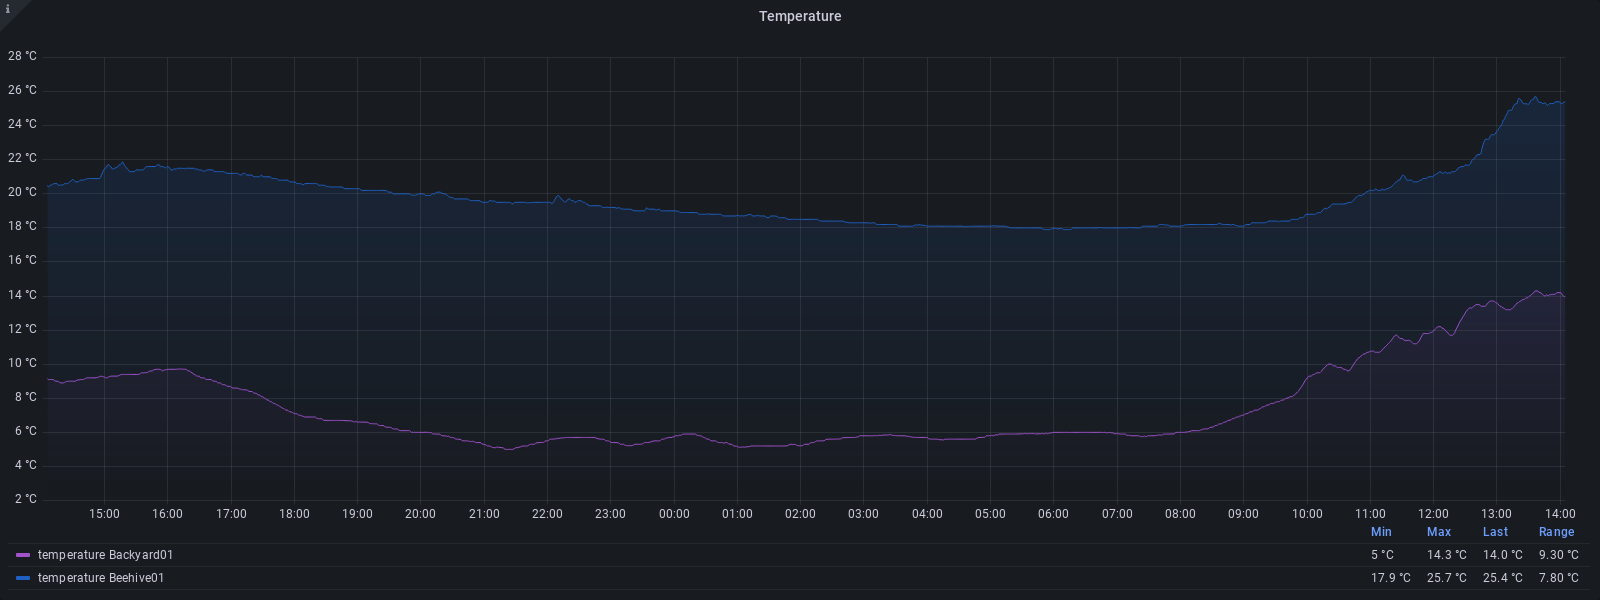 i
Temperature
28 °C
26 °C
24 °C
22 °C
20 °C
18 °C
16 °C
14 °C
12 °C
10 °C
8 °C
6 °C
4 °C
2 °C
15:00 16:00 17:00 18:00 19:00 20:00 21:00 22:00 23:00 00:00 01:00 02:00 03:00 04:00 05:00 06:00 07:00 08:00 09:00 10:00 11:00 12:00 13:00 14:00
Min Max Last Range
temperature Backyard01 5 °C 14.3 °C 14.0 °C 9.30 °C
temperature Beehive01 17.9 °C 25.7 °C 25.4 °C 7.80 °C